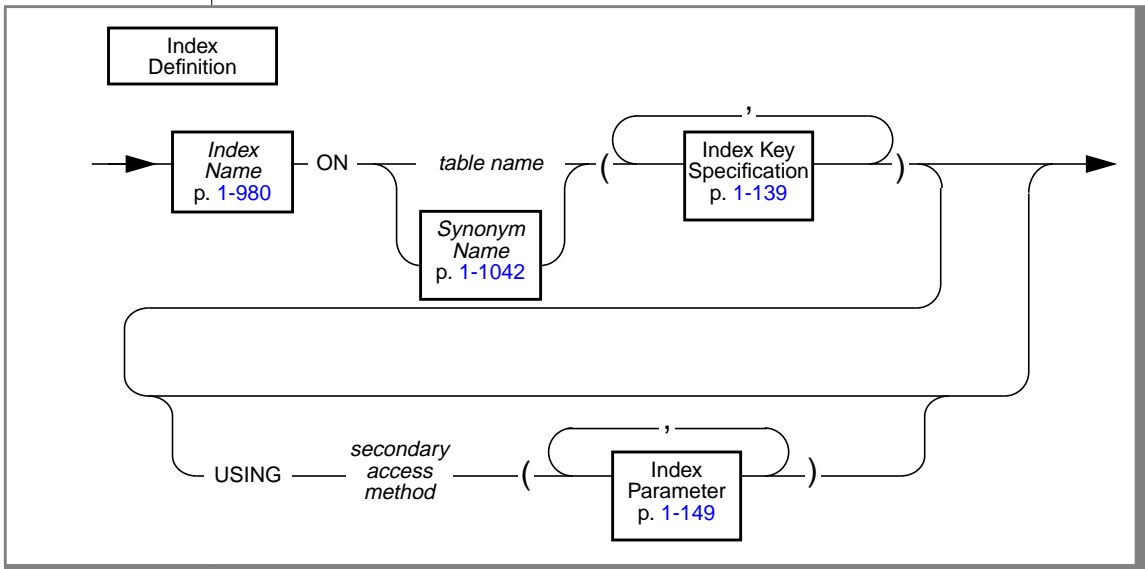 Index
Definition
,
Index
Name
p. 1-980
ON
table name
(
Index Key
Specification
p. 1-139
)
Synonym
Name
p. 1-1042
USING
secondary
access
method
(
,
Index
Parameter
p. 1-149
)